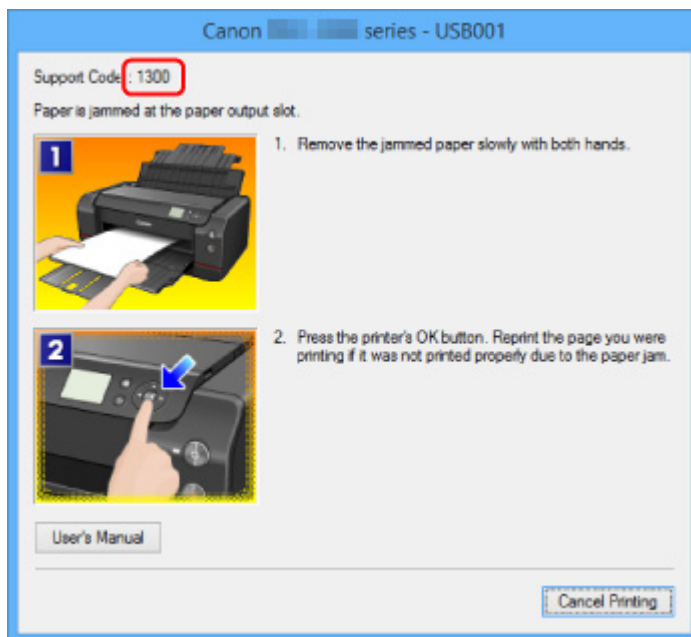 Canon series - USB001
Support Code : 1300
Paper is jammed at the paper output slot.
1
1. Remove the jammed paper slowly with both hands.
2
2. Press the printer's OK button. Reprint the page you were
printing if it was not printed properly due to the paper jam.
User's Manual
Cancel Printing